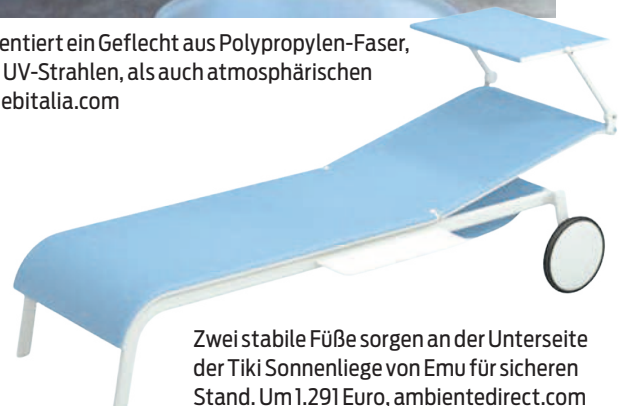 entiert ein Geflecht aus Polypropylen-Faser,
UV-Strahlen, als auch atmosphärischen
ebitalia.com
Zwei stabile Füße sorgen an der Unterseite
der Tiki Sonnenliege von Emu für sicheren
Stand. Um 1.291 Euro, ambientedirect.com